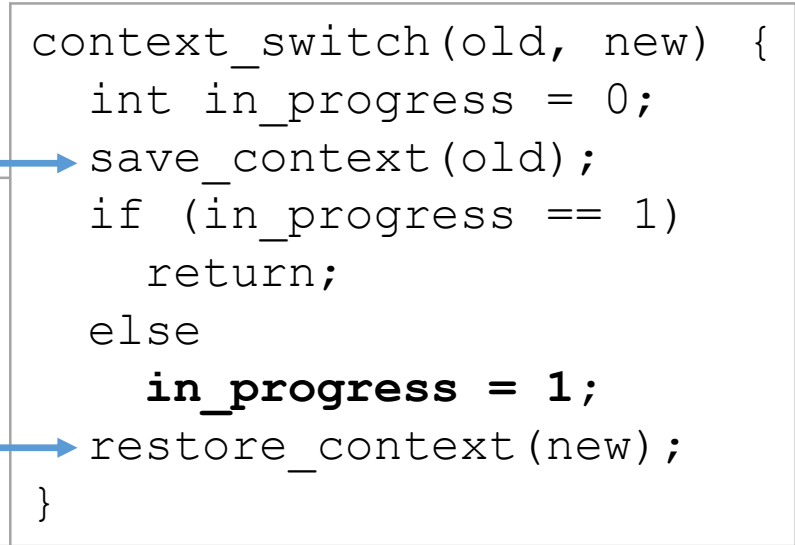 context_switch(old, new) {
  int in_progress = 0;
  save_context(old);
  if (in_progress == 1)
    return;
  else
    in_progress = 1;
  restore_context(new);
}